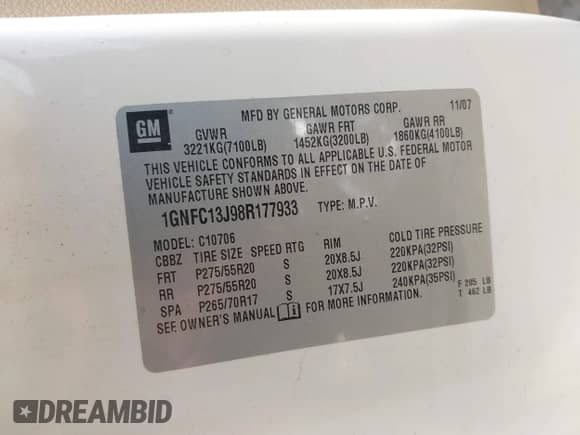 MFD BY GENERAL MOTORS CORP. 11/07
GM
GVWR GAWR FRT GAWR RR
3221KG(7100LB) 1452KG(3200LB) 1860KG(4100LB)
THIS VEHICLE CONFORMS TO ALL APPLICABLE U.S. FEDERAL MOTOR
VEHICLE SAFETY STANDARDS IN EFFECT ON THE DATE OF
MANUFACTURE SHOWN ABOVE.
1GNFC13J98R177933 TYPE: M.P.V.
MODEL: C10706
CBBZ TIRE SIZE SPEED RTG RIM COLD TIRE PRESSURE
FRT P275/55R20 S 20X8.5J 220KPA(32PSI)
RR P275/55R20 S 20X8.5J 220KPA(32PSI)
SPA P265/70R17 S 17X7.5J 240KPA(35PSI)
F 285 LB
T 462 LB
SEE OWNER'S MANUAL FOR MORE INFORMATION.
DREAMBID